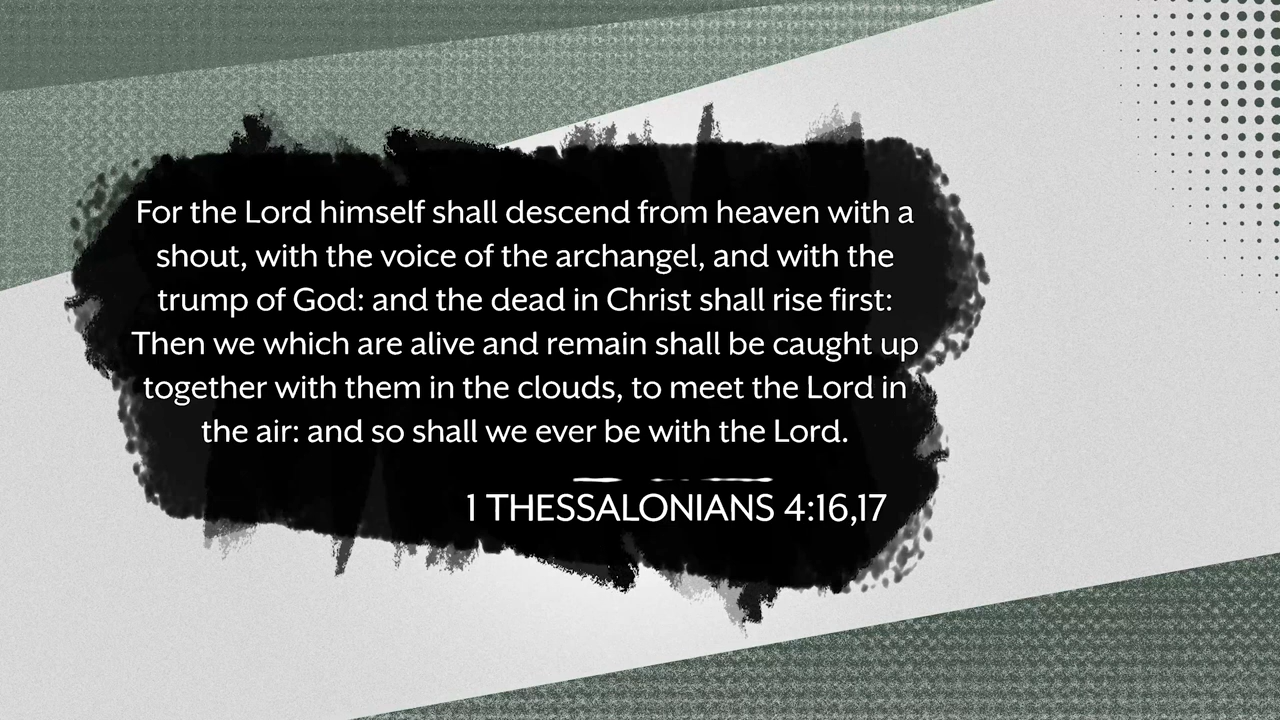 For the Lord himself shall descend from heaven with a
shout, with the voice of the archangel, and with the
trump of God: and the dead in Christ shall rise first:
Then we which are alive and remain shall be caught up
together with them in the clouds, to meet the Lord in
the air: and so shall we ever be with the Lord.
1 THESSALONIANS 4:16,17